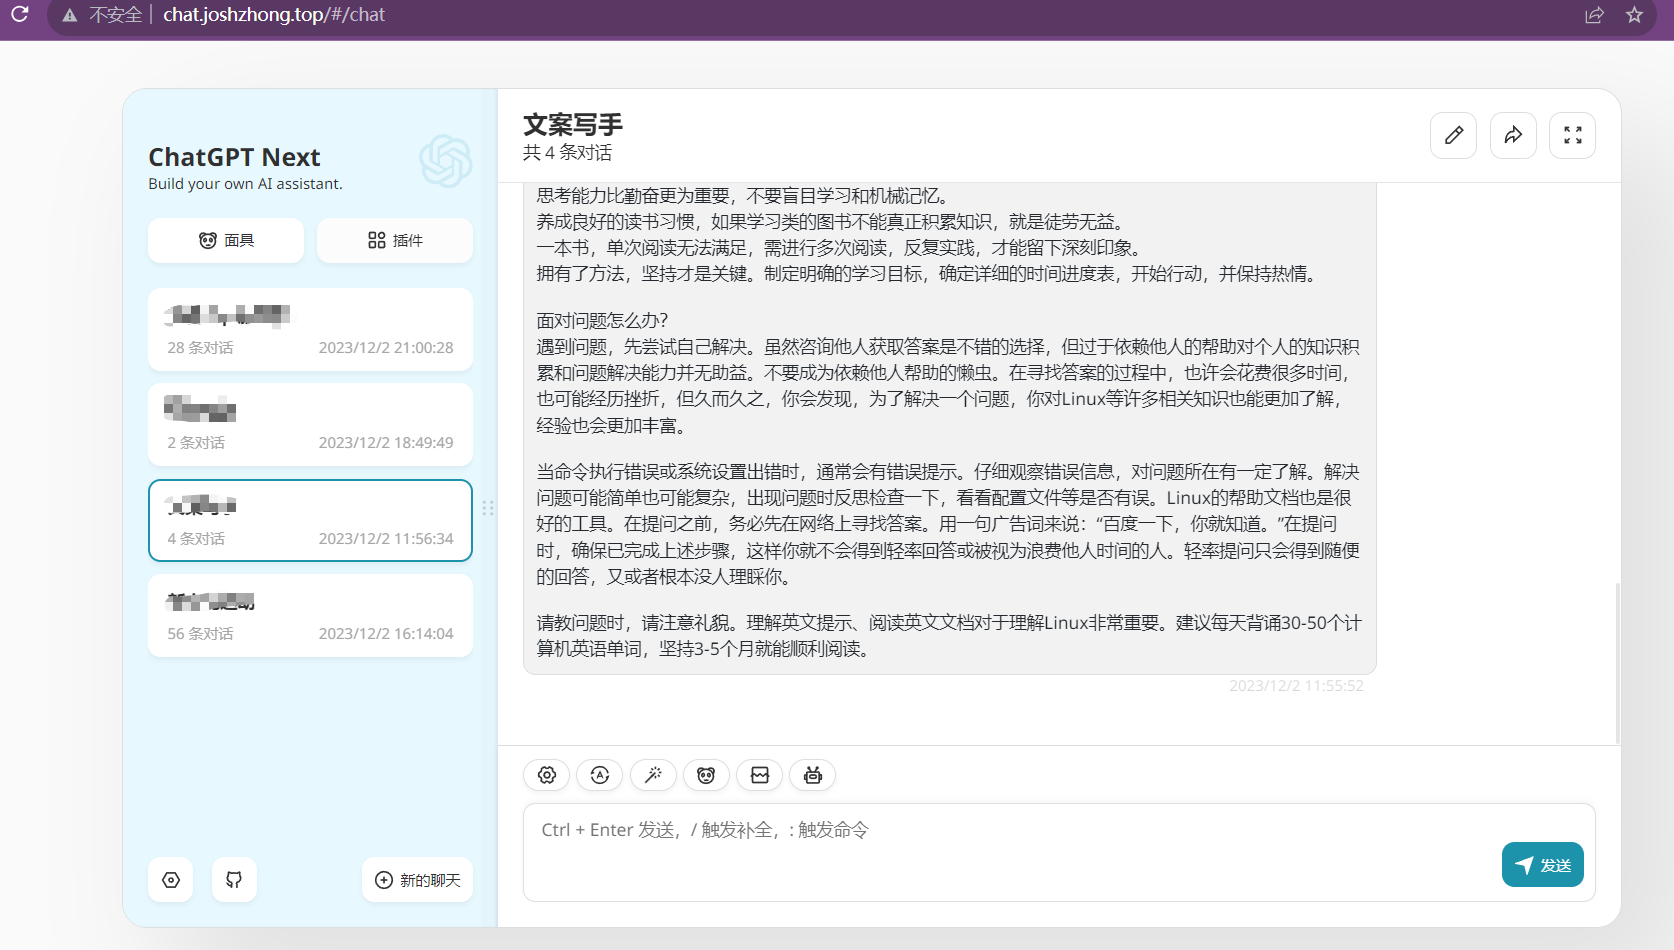 不安全 | chat.joshzhong.top/#/chat
ChatGPT Next
Build your own AI assistant.
面具
插件
28 条对话 2023/12/2 21:00:28
2 条对话 2023/12/2 18:49:49
4 条对话 2023/12/2 11:56:34
56 条对话 2023/12/2 16:14:04
新的聊天
文案写手
共 4 条对话
思考能力比勤奋更为重要，不要盲目学习和机械记忆。
养成良好的读书习惯，如果学习类的图书不能真正积累知识，就是徒劳无益。
一本书，单次阅读无法满足，需进行多次阅读，反复实践，才能留下深刻印象。
拥有了方法，坚持才是关键。制定明确的学习目标，确定详细的时间进度表，开始行动，并保持热情。
面对问题怎么办？
遇到问题，先尝试自己解决。虽然咨询他人获取答案是不错的选择，但过于依赖他人的帮助对个人的知识积
累和问题解决能力并无助益。不要成为依赖他人帮助的懒虫。在寻找答案的过程中，也许会花费很多时间，
也可能经历挫折，但久而久之，你会发现，为了解决一个问题，你对Linux等许多相关知识也能更加了解，
经验也会更加丰富。
当命令执行错误或系统设置出错时，通常会有错误提示。仔细观察错误信息，对问题所在有一定了解。解决
问题可能简单也可能复杂，出现问题时反思检查一下，看看配置文件等是否有误。Linux的帮助文档也是很
好的工具。在提问之前，务必先在网络上寻找答案。用一句广告词来说：“百度一下，你就知道。”在提问
时，确保已完成上述步骤，这样你就不会得到轻率回答或被视为浪费他人时间的人。轻率提问只会得到随便
的回答，又或者根本没人理睬你。
请教问题时，请注意礼貌。理解英文提示、阅读英文文档对于理解Linux非常重要。建议每天背诵30-50个计
算机英语单词，坚持3-5个月就能顺利阅读。
2023/12/2 11:55:52
Ctrl + Enter 发送，/ 触发补全，: 触发命令
发送